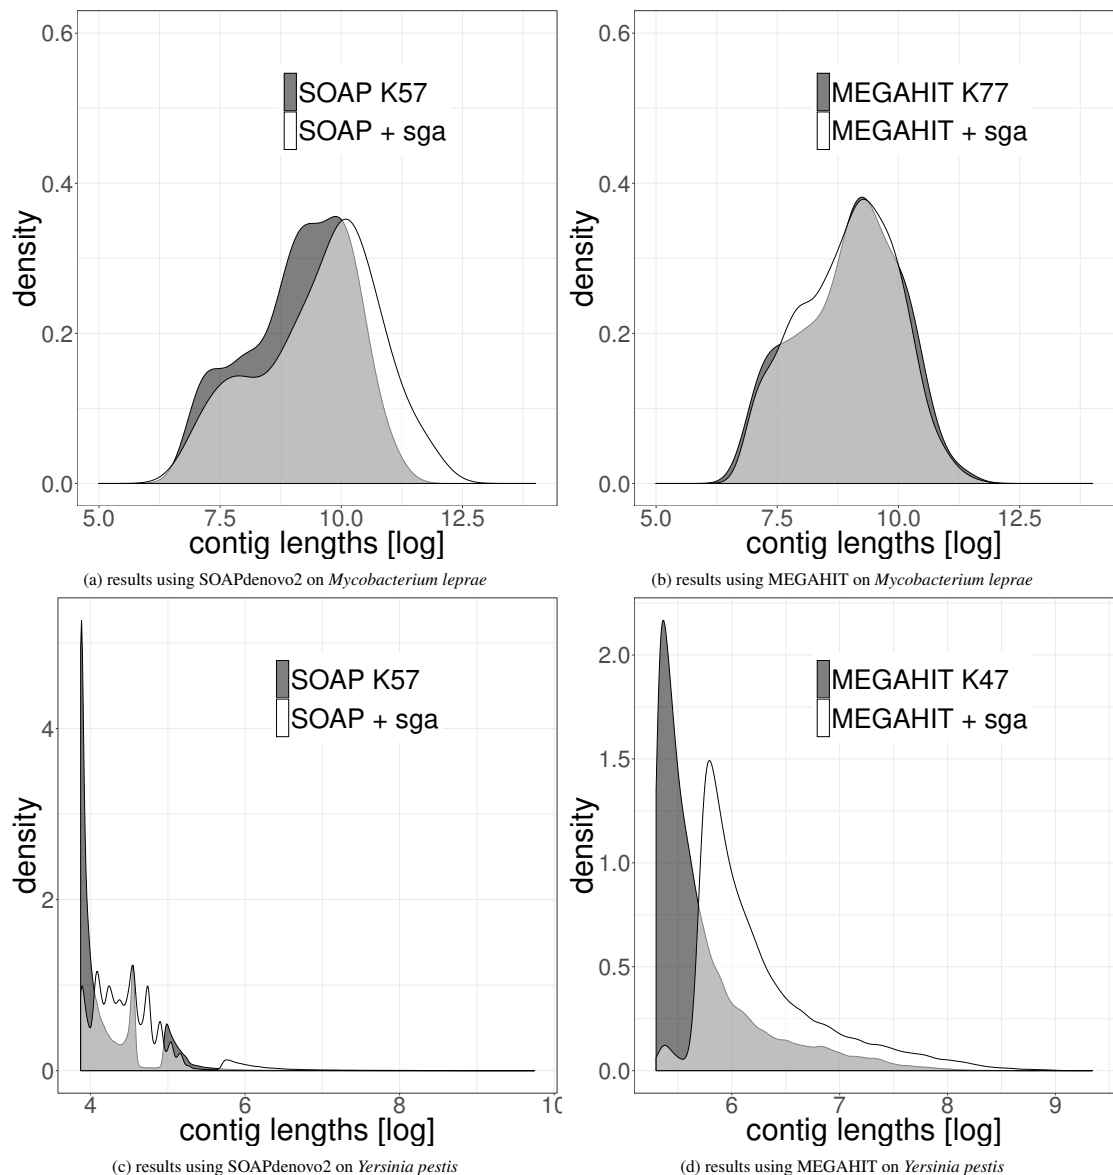 0.6
0.4
0.2
0.0
density
SOAP K57
SOAP + sga
5.0 7.5 10.0 12.5
contig lengths [log]
(a) results using SOAPdenovo2 on Mycobacterium leprae
0.6
0.4
0.2
0.0
density
MEGAHIT K77
MEGAHIT + sga
5.0 7.5 10.0 12.5
contig lengths [log]
(b) results using MEGAHIT on Mycobacterium leprae
4
2
0
density
SOAP K57
SOAP + sga
4 6 8 10
contig lengths [log]
(c) results using SOAPdenovo2 on Yersinia pestis
2.0
1.5
1.0
0.5
0.0
density
MEGAHIT K47
MEGAHIT + sga
6 7 8 9
contig lengths [log]
(d) results using MEGAHIT on Yersinia pestis